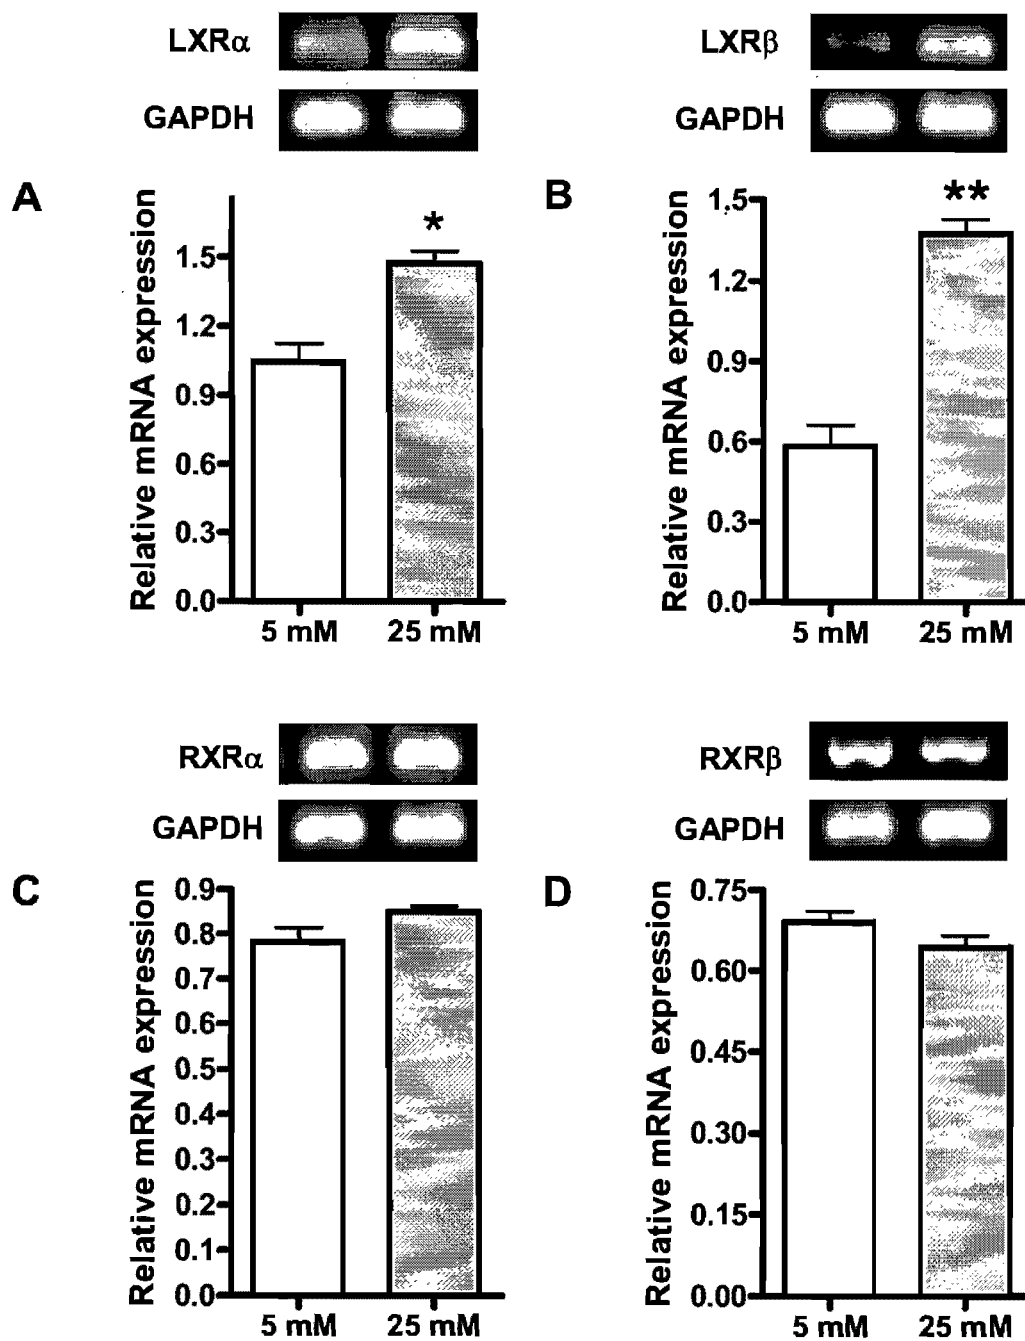 LXRα
GAPDH
A
Relative mRNA expression
1.5
1.2
0.9
0.6
0.3
0.0
*
5 mM
25 mM
LXRβ
GAPDH
B
Relative mRNA expression
1.5
1.2
0.9
0.6
0.3
0.0
**
5 mM
25 mM
RXRα
GAPDH
C
Relative mRNA expression
0.9
0.8
0.7
0.6
0.5
0.4
0.3
0.2
0.1
0.0
5 mM
25 mM
RXRβ
GAPDH
D
Relative mRNA expression
0.75
0.60
0.45
0.30
0.15
0.00
5 mM
25 mM